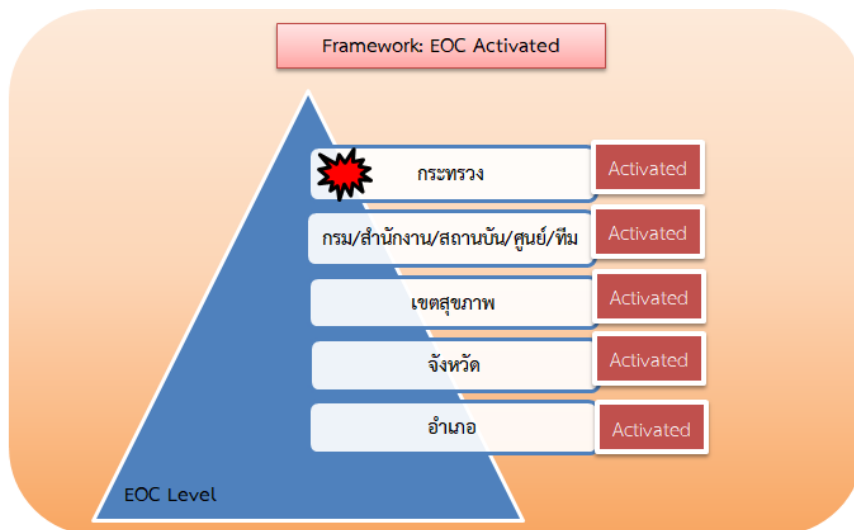 Framework: EOC Activated
กระทรวง
Activated
กรม/สำนักงาน/สถาบัน/ศูนย์/ทีม
Activated
เขตสุขภาพ
Activated
จังหวัด
Activated
อำเภอ
Activated
EOC Level